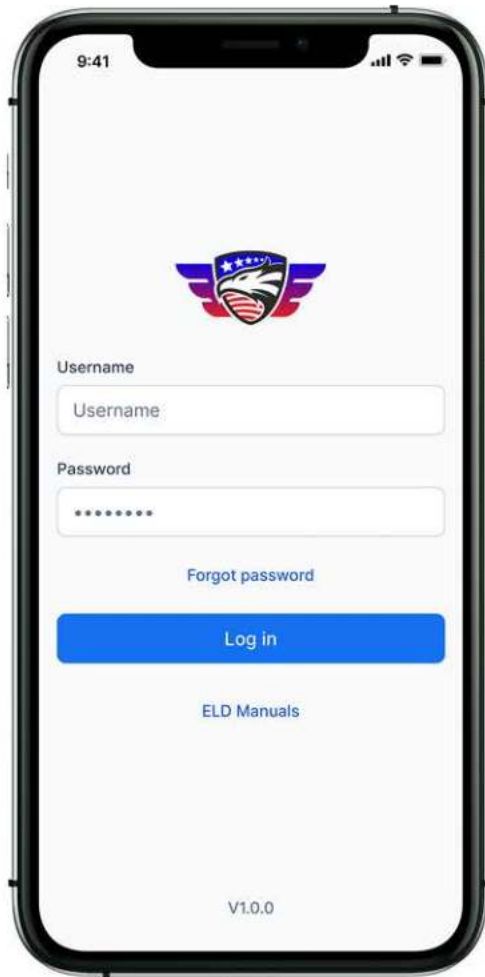 9:41
Username
Username
Password
••••••••
Forgot password
Log in
ELD Manuals
V1.0.0